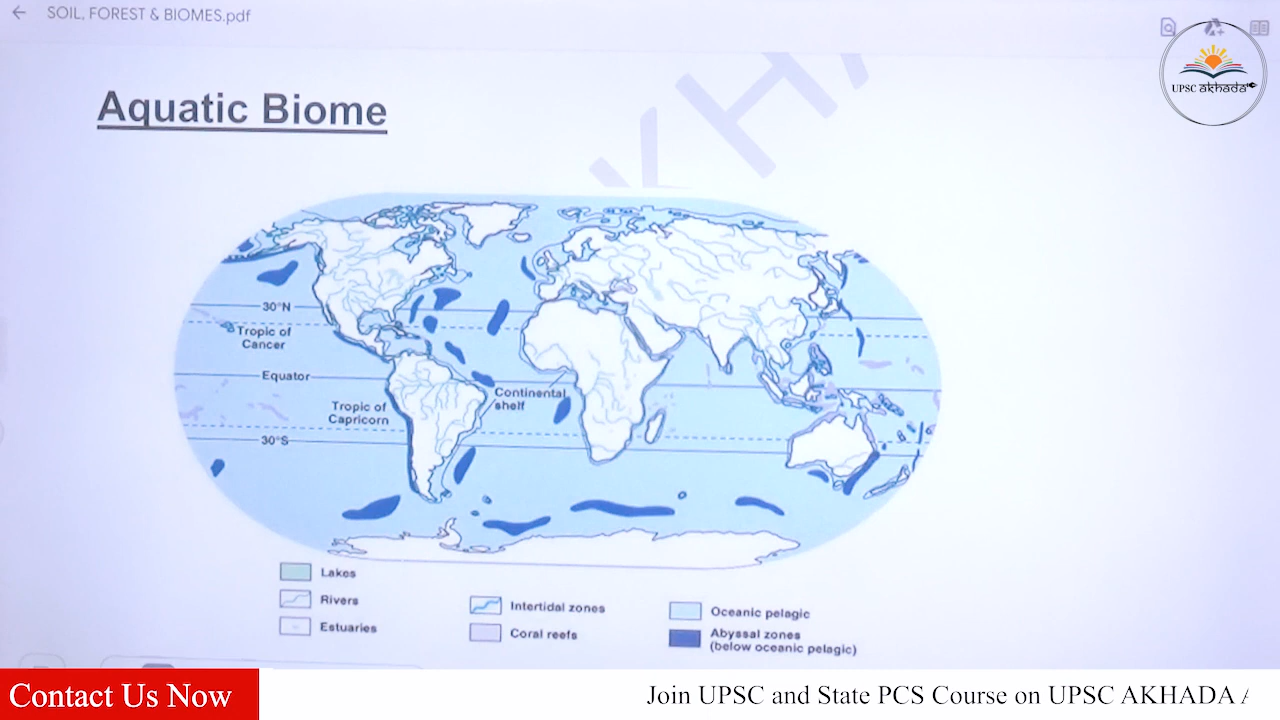 SOIL, FOREST & BIOMES.pdf
UPSC akhada
Aquatic Biome
30°N
Tropic of
Cancer
Equator
Continental
shelf
Tropic of
Capricorn
30°S
Lakes
Rivers
Estuaries
Intertidal zones
Coral reefs
Oceanic pelagic
Abyssal zones
(below oceanic pelagic)
Contact Us Now
Join UPSC and State PCS Course on UPSC AKHADA